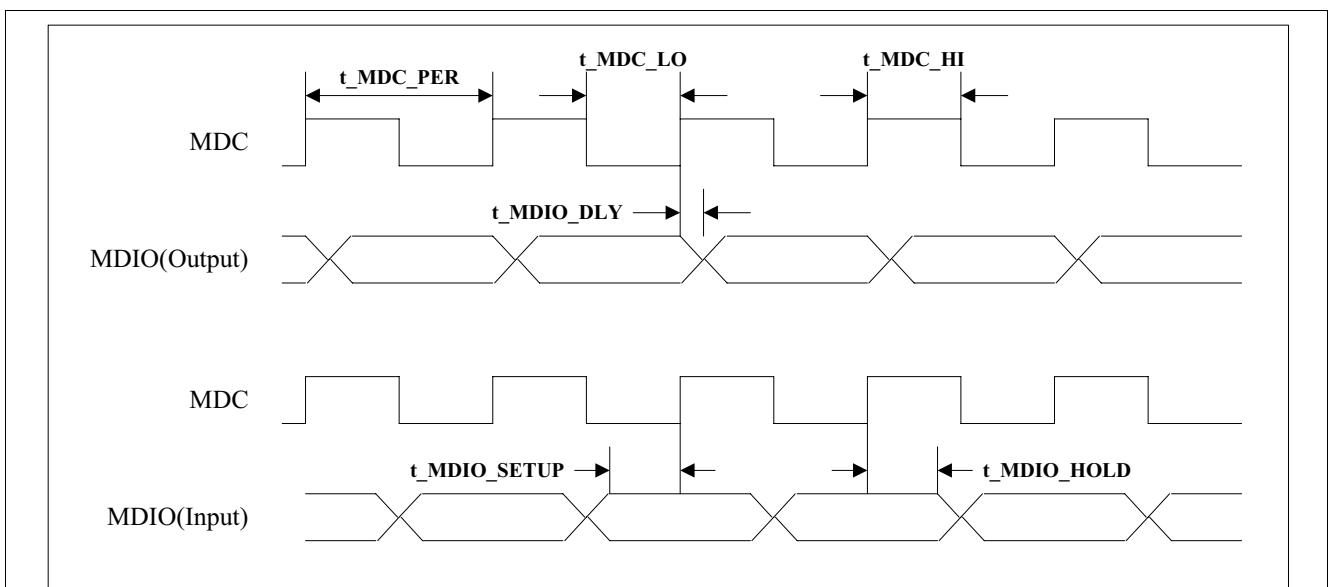 t_MDC_PER
t_MDC_LO
t_MDC_HI
MDC
t_MDIO_DLY
MDIO(Output)
MDC
t_MDIO_SETUP
t_MDIO_HOLD
MDIO(Input)